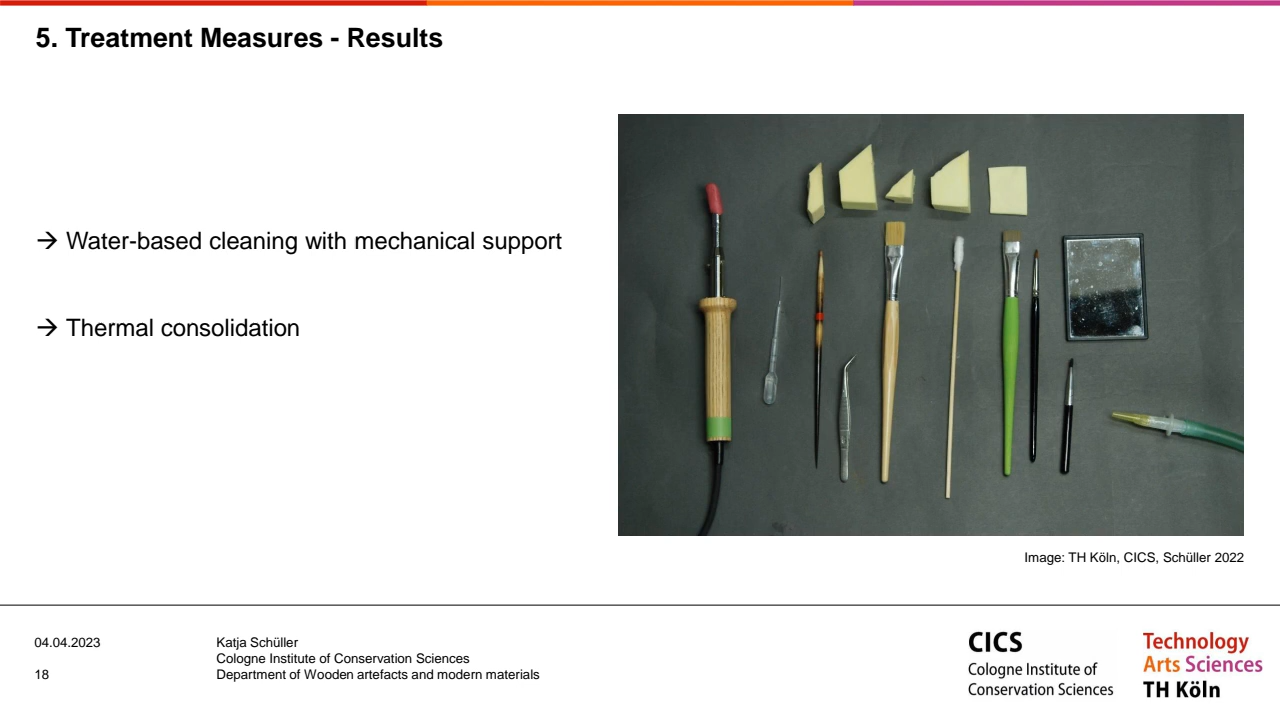 5. Treatment Measures - Results
→ Water-based cleaning with mechanical support
→ Thermal consolidation
Image: TH Köln, CICS, Schüller 2022
04.04.2023
18
Katja Schüller
Cologne Institute of Conservation Sciences
Department of Wooden artefacts and modern materials
CICS
Cologne Institute of
Conservation Sciences
Technology
Arts Sciences
TH Köln